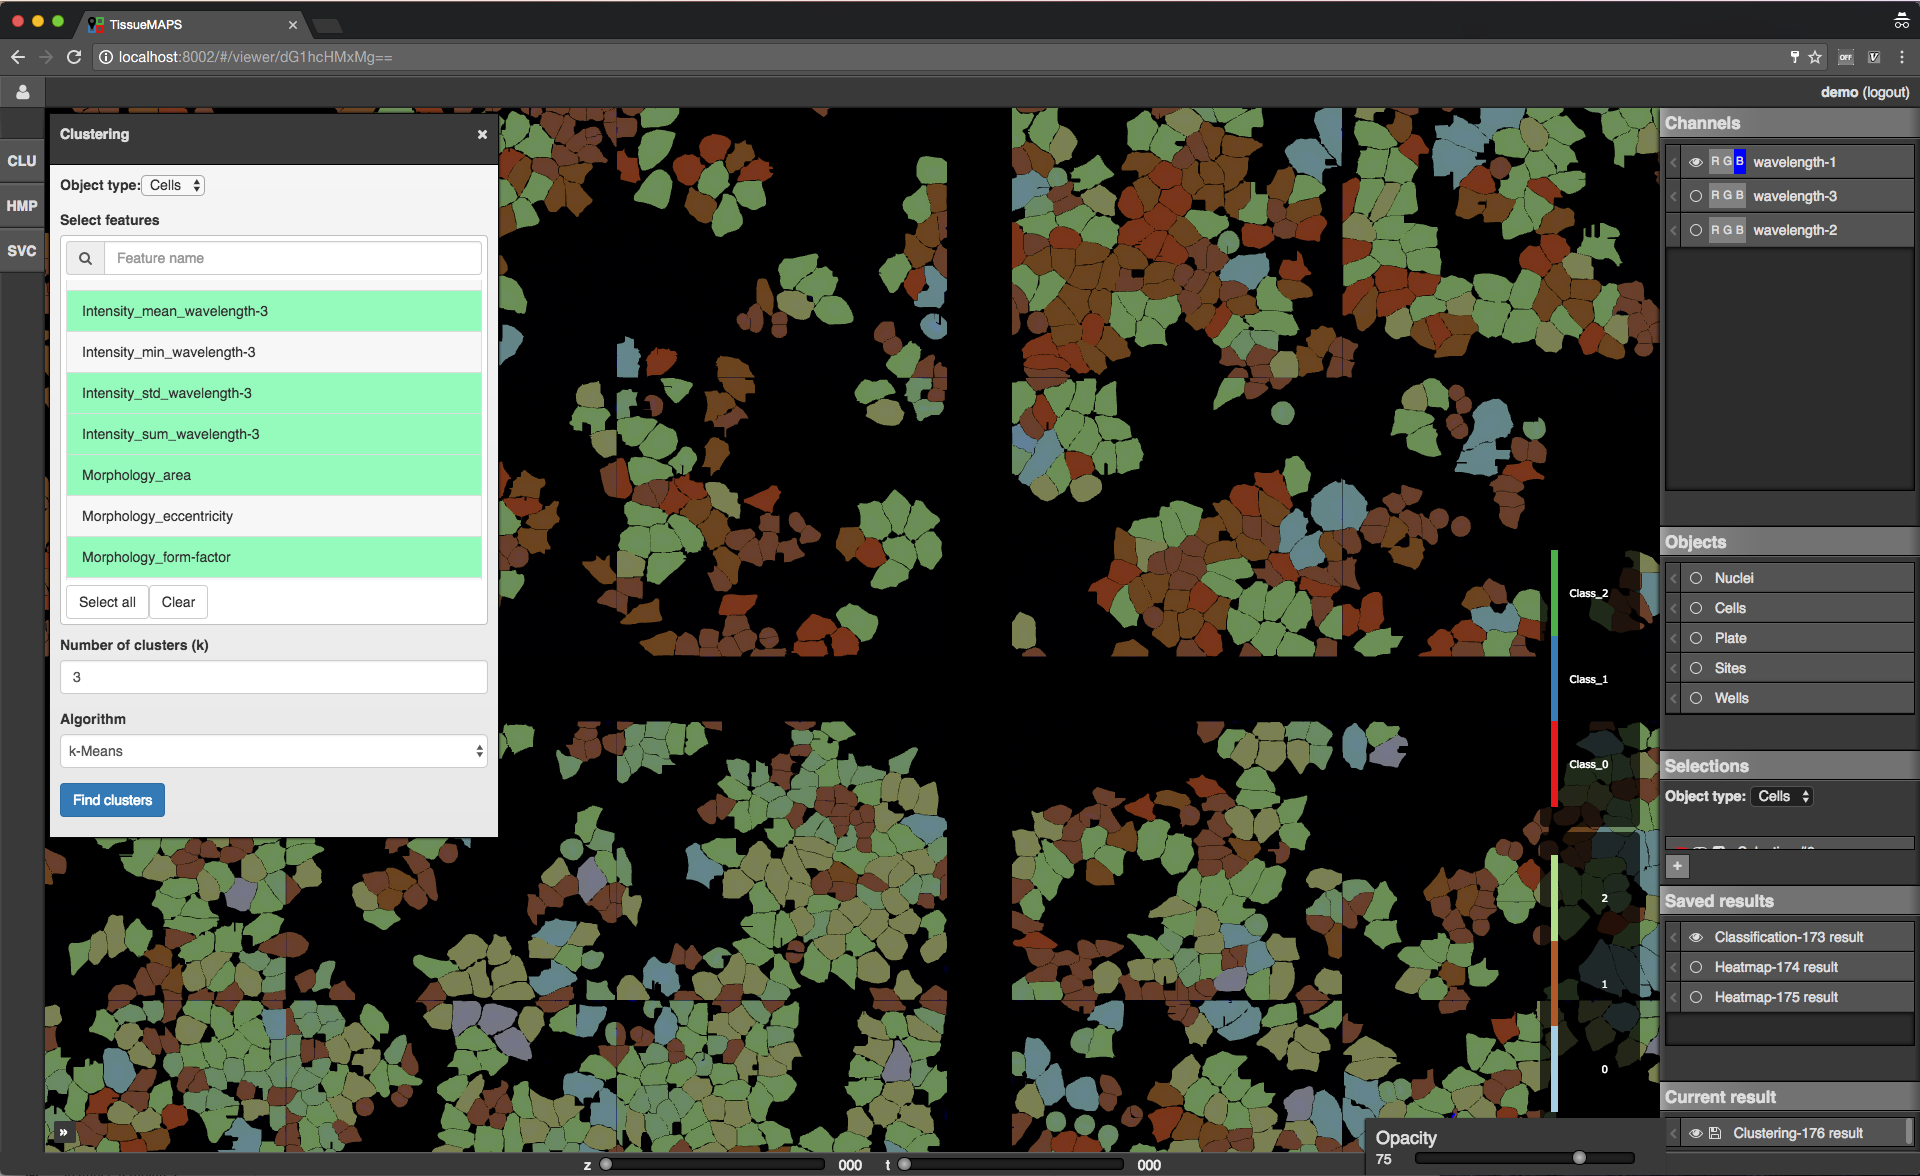 TissueMAPS
localhost:8002/#/viewer/dG1hcHMxMg==
OFF
demo (logout)
Clustering
CLU
HMP
SVC
Object type: Cells
Select features
Feature name
Intensity_mean_wavelength-3
Intensity_min_wavelength-3
Intensity_std_wavelength-3
Intensity_sum_wavelength-3
Morphology_area
Morphology_eccentricity
Morphology_form-factor
Select all Clear
Number of clusters (k)
3
Algorithm
k-Means
Find clusters
Class_2
Class_1
Class_0
2
1
0
Channels
R G B wavelength-1
R G B wavelength-3
R G B wavelength-2
Objects
Nuclei
Cells
Plate
Sites
Wells
Selections
Object type: Cells
+
Saved results
Classification-173 result
Heatmap-174 result
Heatmap-175 result
Current result
Clustering-176 result
Opacity
75
z 000 t 000